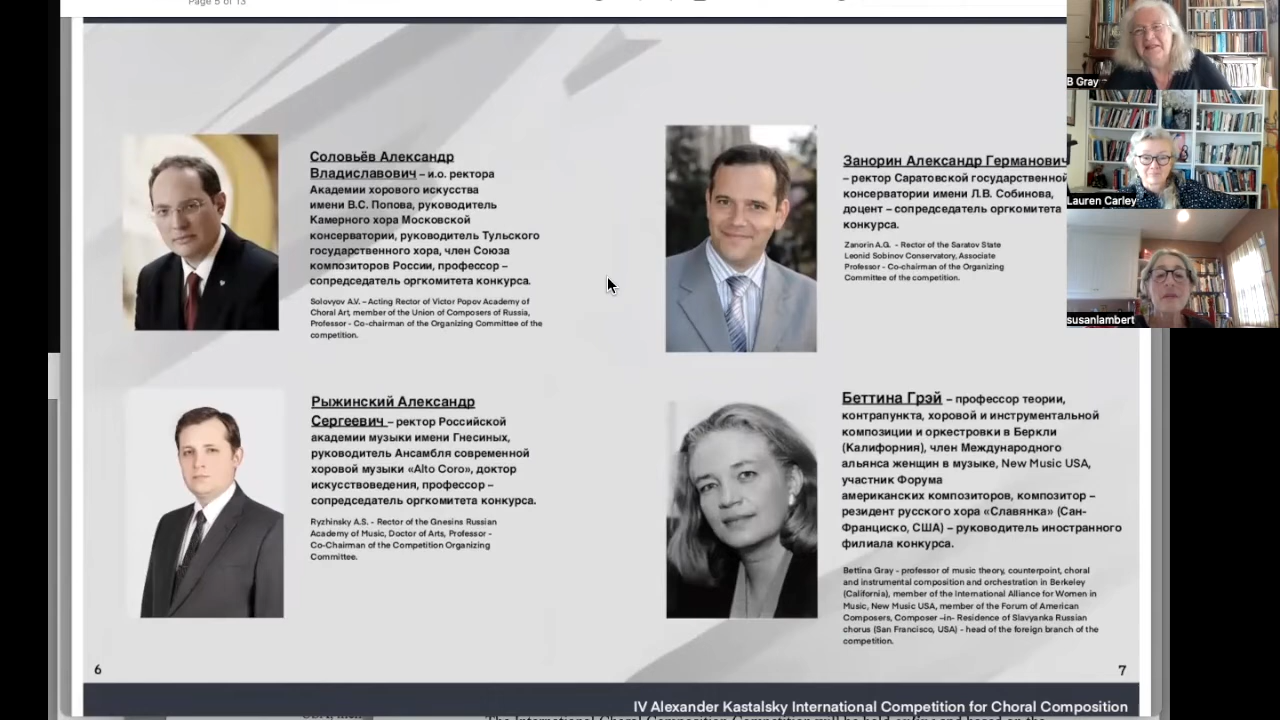 Page 5 of 13
Соловьёв Александр
Владиславович – и.о. ректора
Академии хорового искусства
имени В.С. Попова, руководитель
Камерного хора Московской
консерватории, руководитель Тульского
государственного хора, член Союза
композиторов России, профессор –
сопредседатель оргкомитета конкурса.
Solovyov A.V. – Acting Rector of Victor Popov Academy of
Choral Art, member of the Union of Composers of Russia,
Professor - Co-chairman of the Organizing Committee of the
competition.
Рыжинский Александр
Сергеевич – ректор Российской
академии музыки имени Гнесиных,
руководитель Ансамбля современной
хоровой музыки «Alto Coro», доктор
искусствоведения, профессор –
сопредседатель оргкомитета конкурса.
Ryzhinsky A.S. - Rector of the Gnesins Russian
Academy of Music, Doctor of Arts, Professor -
Co-Chairman of the Competition Organizing
Committee.
6
Занорин Александр Германович
– ректор Саратовской государственной
консерватории имени Л.В. Собинова,
доцент – сопредседатель оргкомитета
конкурса.
Zanorin A.G. - Rector of the Saratov State
Leonid Sobinov Conservatory, Associate
Professor - Co-chairman of the Organizing
Committee of the competition.
Беттина Грэй – профессор теории,
контрапункта, хоровой и инструментальной
композиции и оркестровки в Беркли
(Калифорния), член Международного
альянса женщин в музыке, New Music USA,
участник Форума
американских композиторов, композитор –
резидент русского хора «Славянка» (Сан-
Франциско, США) – руководитель иностранного
филиала конкурса.
Bettina Gray - professor of music theory, counterpoint, choral
and instrumental composition and orchestration in Berkeley
(California), member of the International Alliance for Women in
Music, New Music USA, member of the Forum of American
Composers, Composer –in- Residence of Slavyanka Russian
chorus (San Francisco, USA) - head of the foreign branch of the
competition.
7
IV Alexander Kastalsky International Competition for Choral Composition
B Gray
Lauren Carley
susanlambert